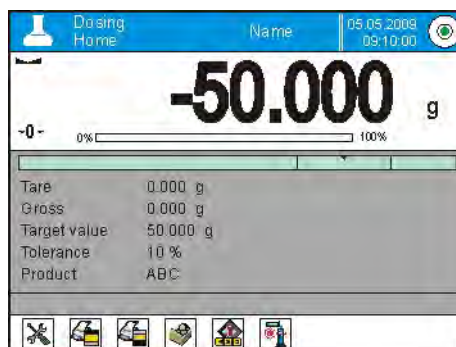 Dosing
Home
Name
05.05.2009
09:10:00
-50.000 g
-0-
0% 100%
Tare 0.000 g
Gross 0.000 g
Target value 50.000 g
Tolerance 10 %
Product ABC